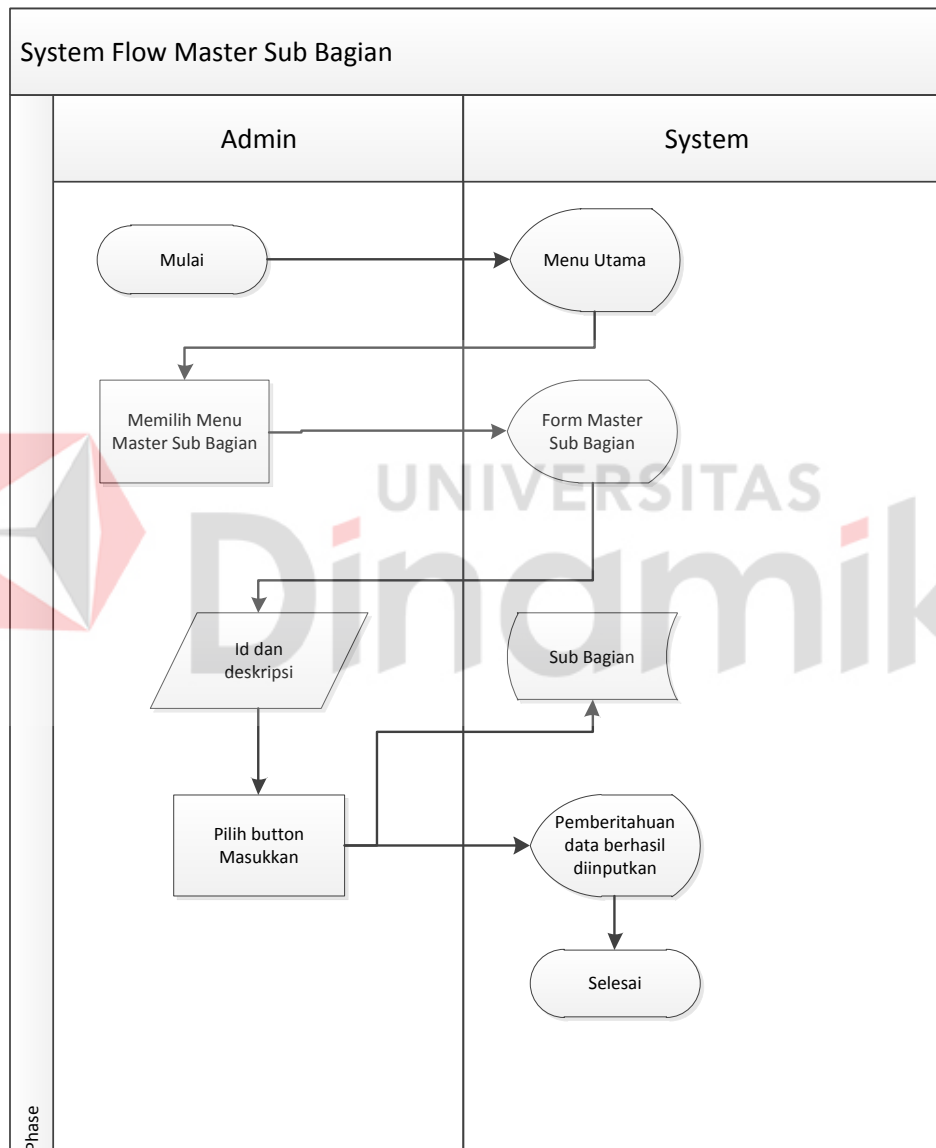 System Flow Master Sub Bagian
Admin
System
Mulai
Menu Utama
Memilih Menu
Master Sub Bagian
Form Master
Sub Bagian
UNIVERSITAS
Dinamik
Id dan
deskripsi
Sub Bagian
Pilih button
Masukkan
Pemberitahuan
data berhasil
diinputkan
Selesai
Phase